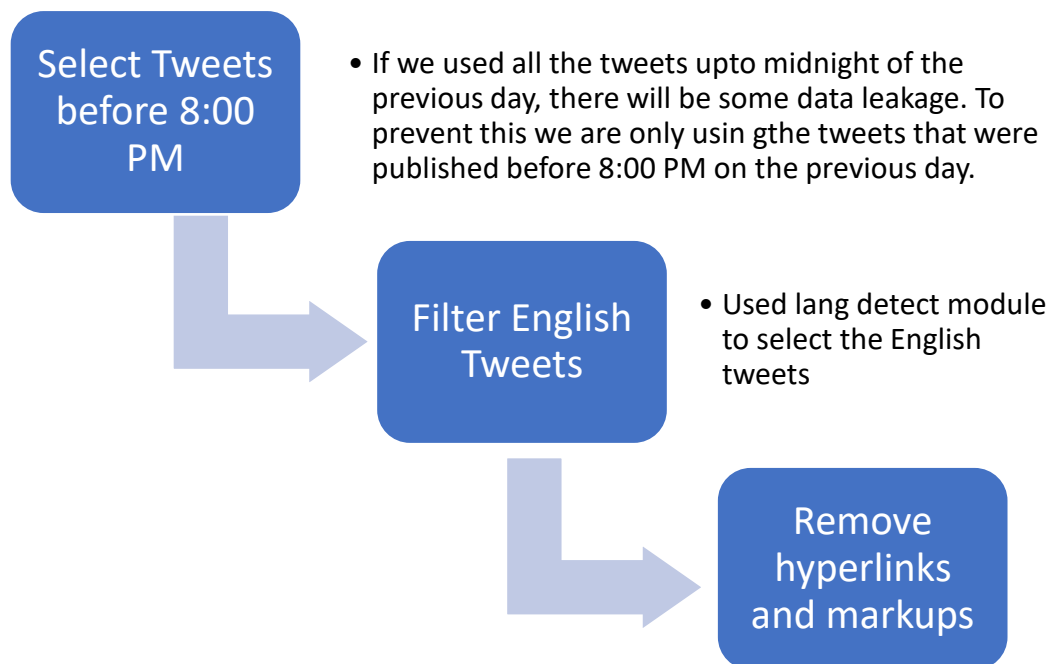 Select Tweets
before 8:00
PM
• If we used all the tweets upto midnight of the
previous day, there will be some data leakage. To
prevent this we are only usin gthe tweets that were
published before 8:00 PM on the previous day.
Filter English
Tweets
• Used lang detect module
to select the English
tweets
Remove
hyperlinks
and markups